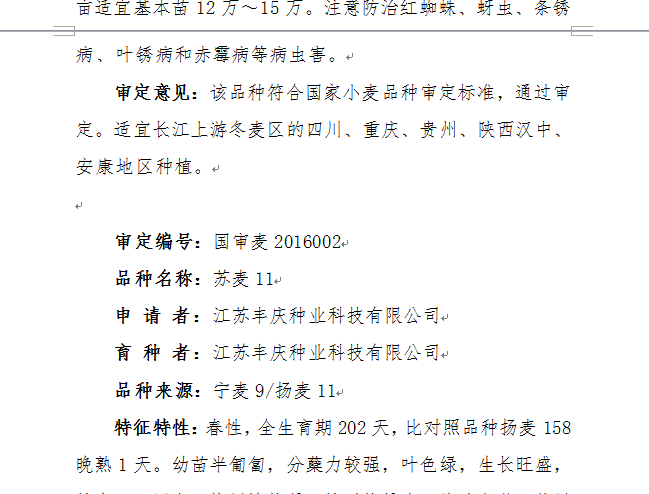 亩适宜基本苗 12 万～15 万。注意防治红蜘蛛、蚜虫、条锈
病、叶锈病和赤霉病等病虫害。
审定意见：该品种符合国家小麦品种审定标准，通过审
定。适宜长江上游冬麦区的四川、重庆、贵州、陕西汉中、
安康地区种植。
审定编号：国审麦 2016002
品种名称：苏麦 11
申 请 者：江苏丰庆种业科技有限公司
育 种 者：江苏丰庆种业科技有限公司
品种来源：宁麦 9/扬麦 11
特征特性：春性，全生育期 202 天，比对照品种扬麦 158
晚熟 1 天。幼苗半匍匐，分蘖力较强，叶色绿，生长旺盛，